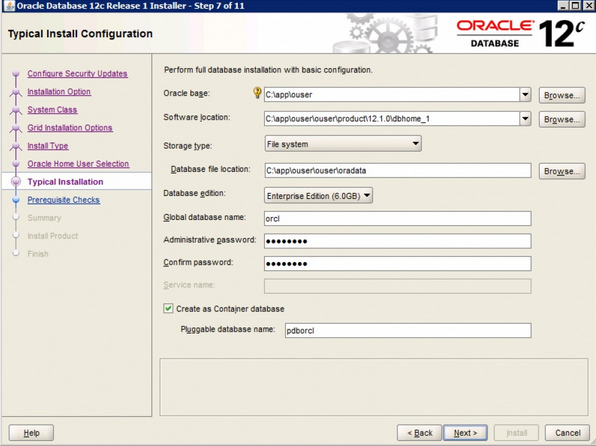 Oracle Database 12c Release 1 Installer - Step 7 of 11
Typical Install Configuration
ORACLE
DATABASE
12c
Configure Security Updates
Installation Option
System Class
Grid Installation Options
Install Type
Oracle Home User Selection
Typical Installation
Prerequisite Checks
Summary
Install Product
Finish
Perform full database installation with basic configuration.
Oracle base: C:\app\ouser Browse...
Software location: C:\app\ouser\ouser\product\12.1.0\dbhome_1 Browse...
Storage type: File system
Database file location: C:\app\ouser\ouser\oradata Browse...
Database edition: Enterprise Edition (6.0GB)
Global database name: orcl
Administrative password: ●●●●●●●●
Confirm password: ●●●●●●●●
Service name:
Create as Container database
Pluggable database name: pdborcl
Help < Back Next > Install Cancel